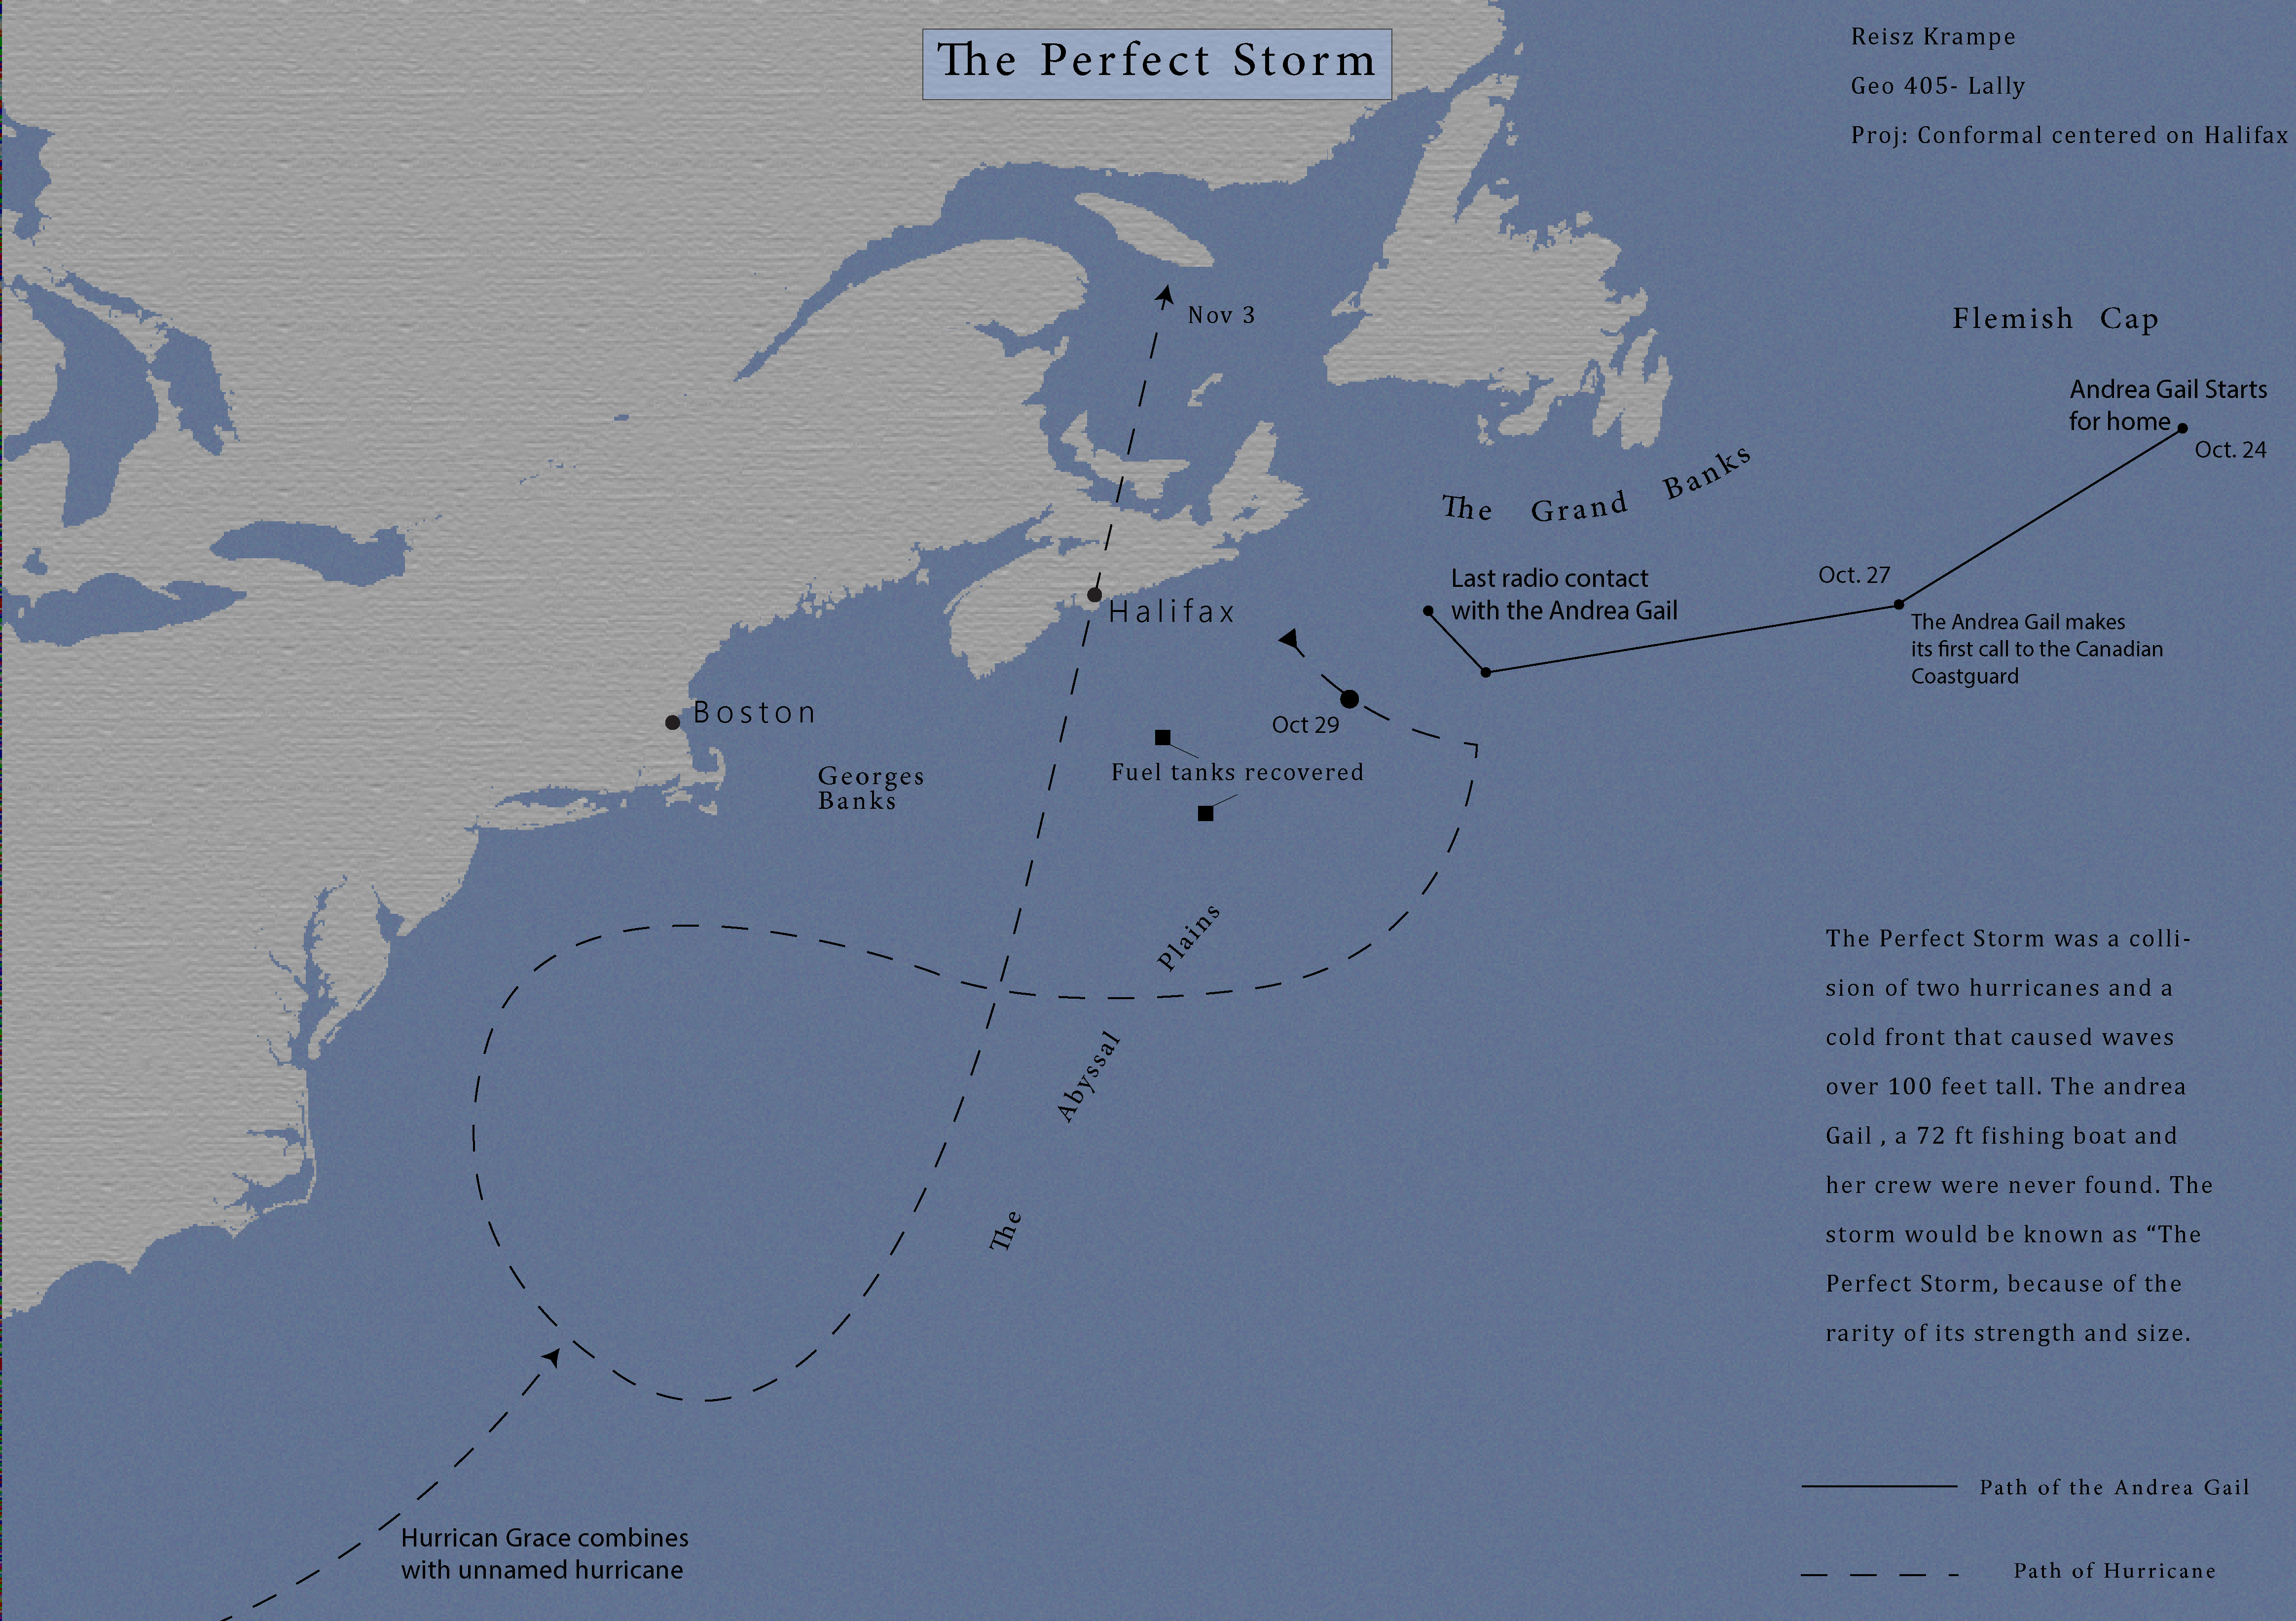 The Perfect Storm
Reisz Krampe
Geo 405- Lally
Proj: Conformal centered on Halifax
Nov 3
Flemish Cap
Andrea Gail Starts
for home
Oct. 24
The Grand Banks
Last radio contact
with the Andrea Gail
Oct. 27
The Andrea Gail makes
its first call to the Canadian
Coastguard
Halifax
Boston
Oct 29
Georges
Banks
Fuel tanks recovered
The Abyssal Plains
The Perfect Storm was a colli-
sion of two hurricanes and a
cold front that caused waves
over 100 feet tall. The andrea
Gail , a 72 ft fishing boat and
her crew were never found. The
storm would be known as “The
Perfect Storm, because of the
rarity of its strength and size.
Hurrican Grace combines
with unnamed hurricane
Path of the Andrea Gail
Path of Hurricane